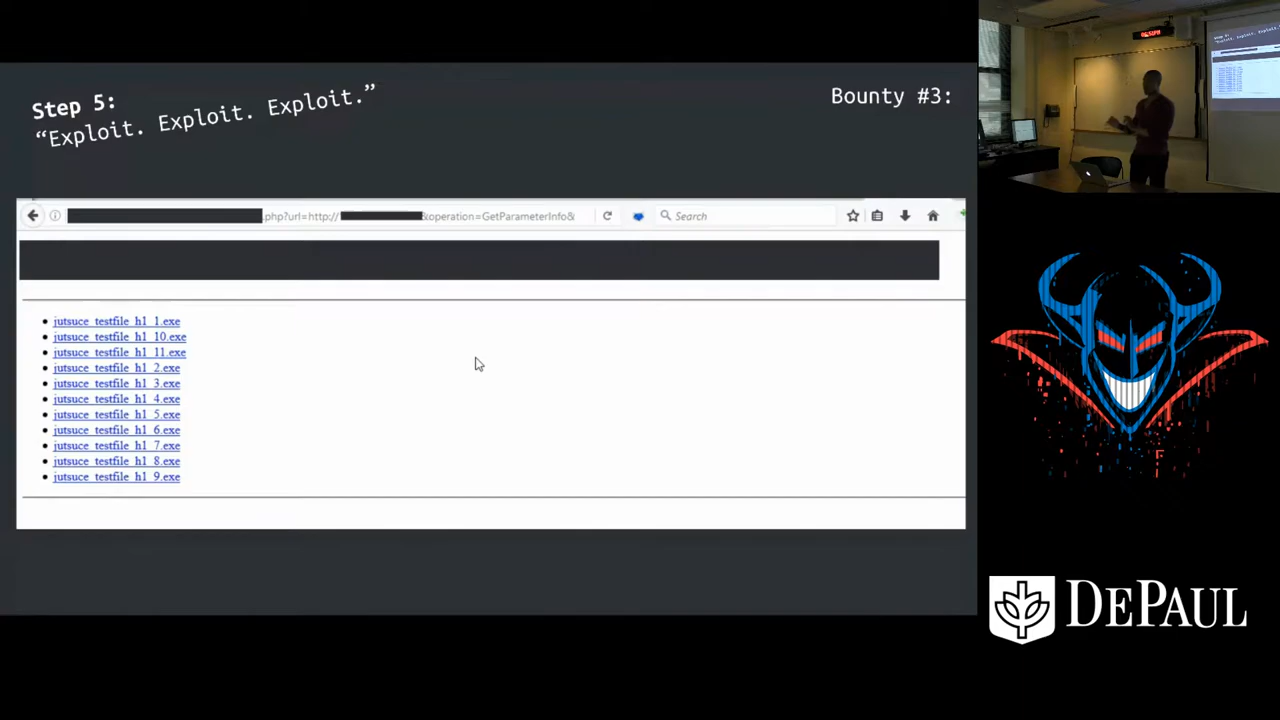 Step 5:
“Exploit. Exploit. Exploit.”
Bounty #3:
.php?url=http://
&operation=GetParameterInfo&
Search
jutsuce_testfile_h1_1.exe
jutsuce_testfile_h1_10.exe
jutsuce_testfile_h1_11.exe
jutsuce_testfile_h1_2.exe
jutsuce_testfile_h1_3.exe
jutsuce_testfile_h1_4.exe
jutsuce_testfile_h1_5.exe
jutsuce_testfile_h1_6.exe
jutsuce_testfile_h1_7.exe
jutsuce_testfile_h1_8.exe
jutsuce_testfile_h1_9.exe
DEPAUL